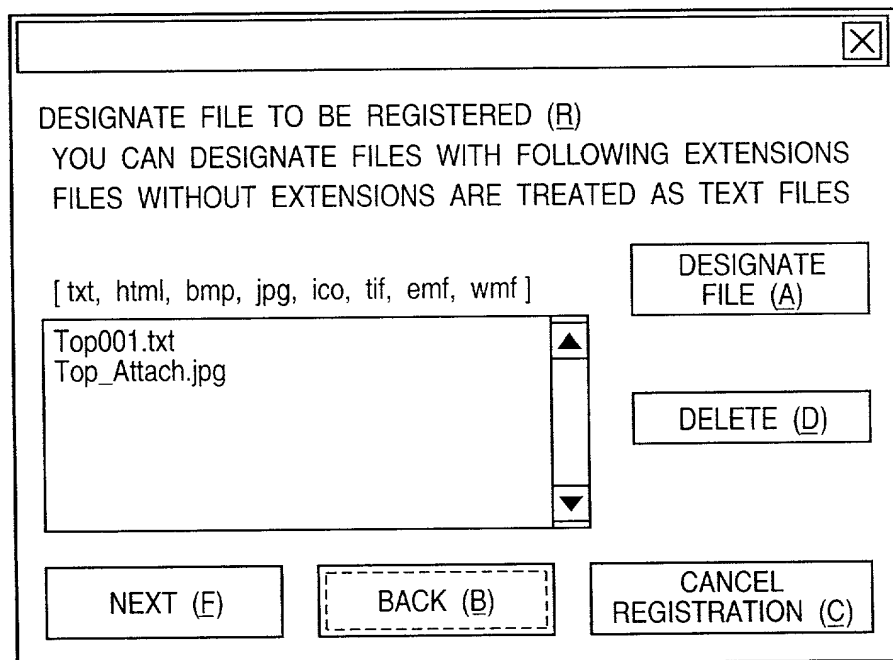 DESIGNATE FILE TO BE REGISTERED (R)
YOU CAN DESIGNATE FILES WITH FOLLOWING EXTENSIONS
FILES WITHOUT EXTENSIONS ARE TREATED AS TEXT FILES
[ txt, html, bmp, jpg, ico, tif, emf, wmf ]
DESIGNATE
FILE (A)
Top001.txt
Top_Attach.jpg
DELETE (D)
NEXT (F)
BACK (B)
CANCEL
REGISTRATION (C)